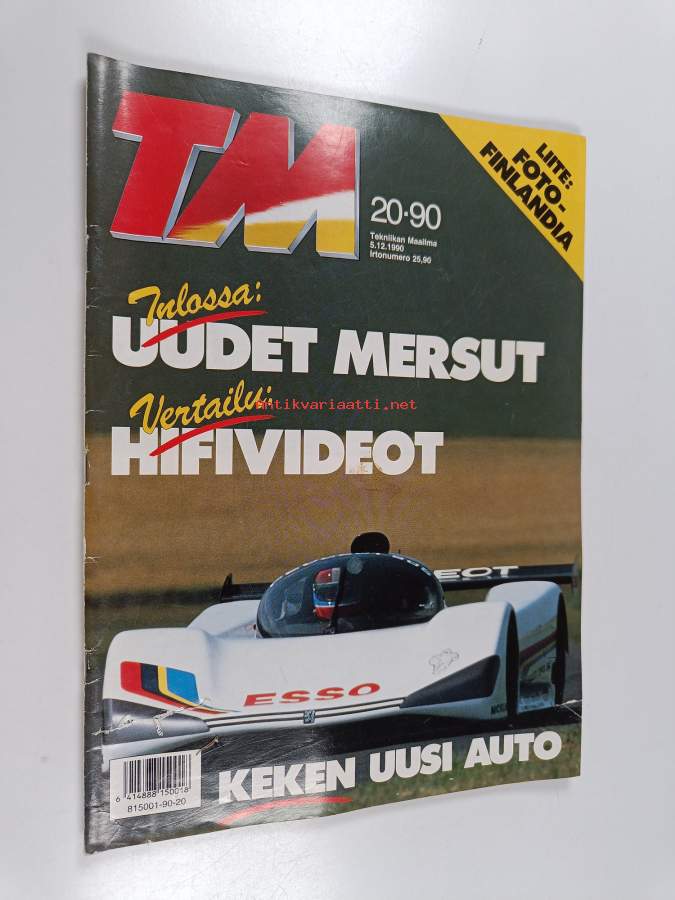 TM
LIITE:
FOTO-
FINLANDIA
20•90
Tekniikan Maailma
5.12.1990
Irtonumero 25,90
Tulossa:
UUDET MERSUT
Vertailu:
antikvariaatti.net
HIFIVIDEOT
EOT
ESSO
KEKEN UUSI AUTO
6 414888 150018
815001-90-20